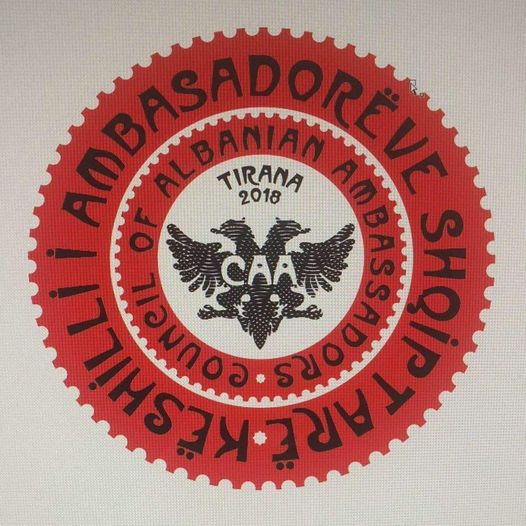 KËSHILLI I AMBASADORËVE SHQIPTARË
COUNCIL OF ALBANIAN AMBASSADORS
TIRANA
2018
CAA